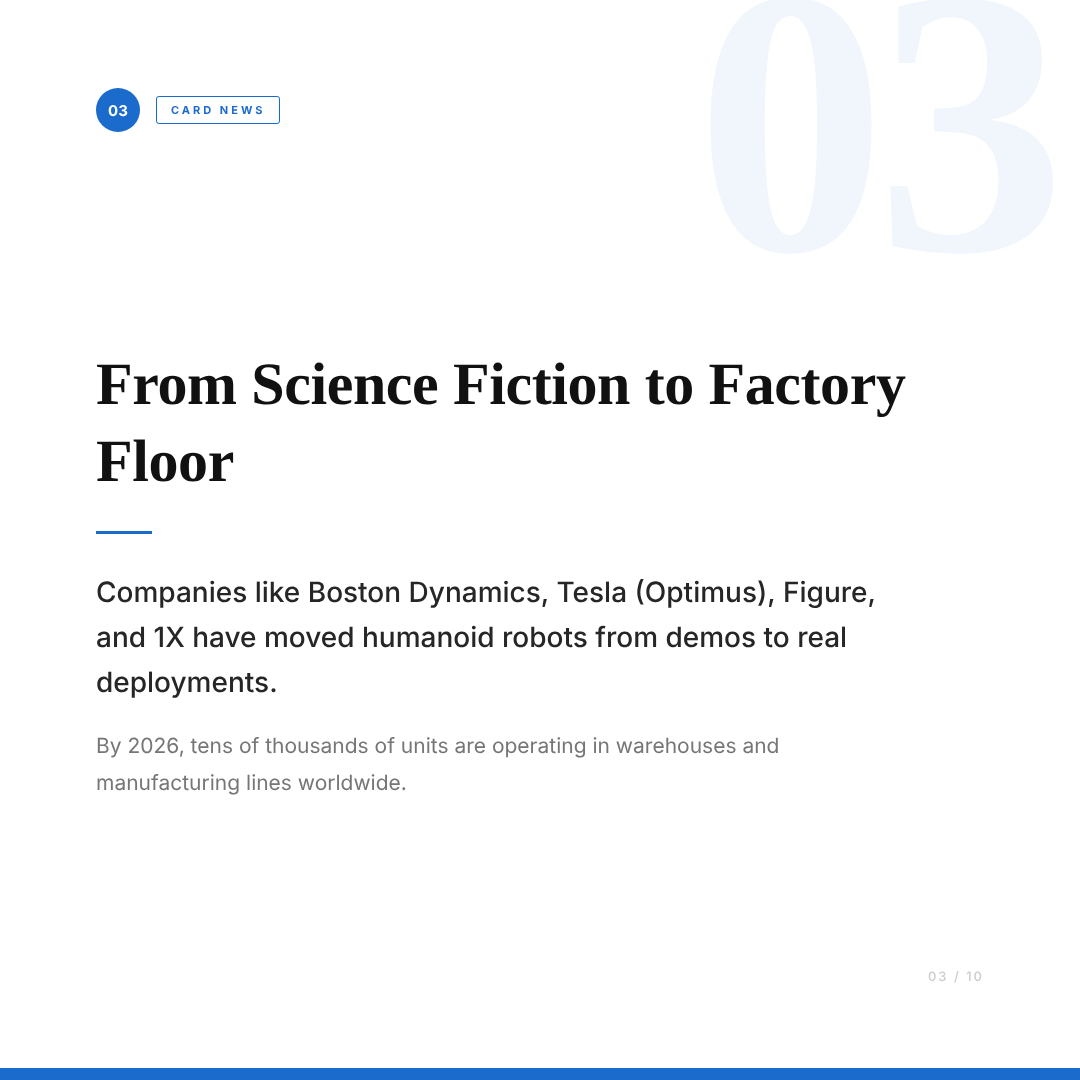 03
03
CARD NEWS
From Science Fiction to Factory
Floor
Companies like Boston Dynamics, Tesla (Optimus), Figure,
and 1X have moved humanoid robots from demos to real
deployments.
By 2026, tens of thousands of units are operating in warehouses and
manufacturing lines worldwide.
03 / 10